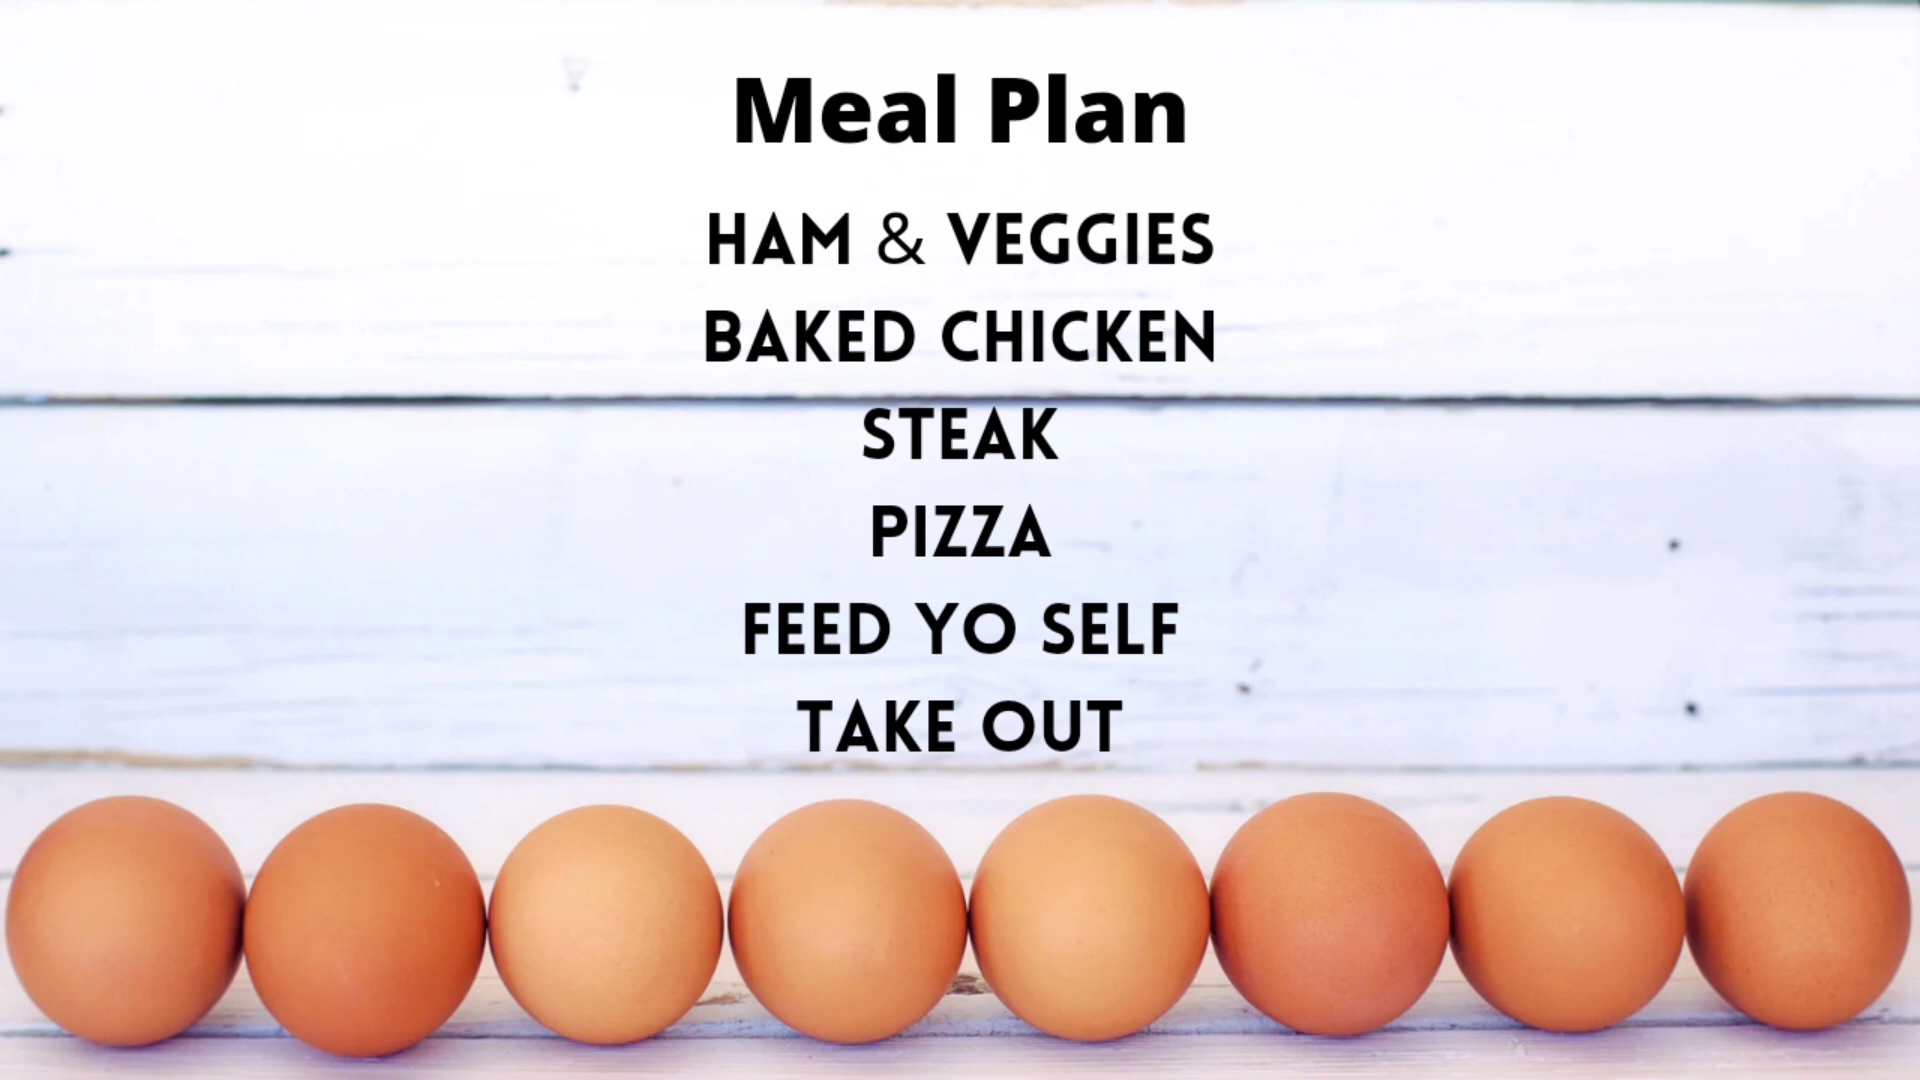 Meal Plan
HAM & VEGGIES
BAKED CHICKEN
STEAK
PIZZA
FEED YO SELF
TAKE OUT